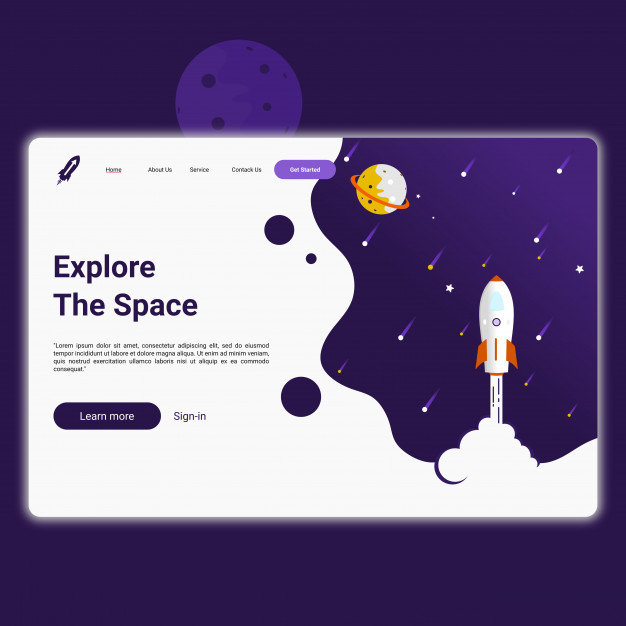 Home About Us Service Contack Us Get Started
Explore
The Space
"Lorem ipsum dolor sit amet, consectetur adipiscing elit,
sed do eiusmod tempor incididunt ut labore et dolore
magna aliqua. Ut enim ad minim veniam, quis nostrud
exercitation ullamco laboris nisi ut aliquip ex ea commodo
consequat."
Learn more Sign-in